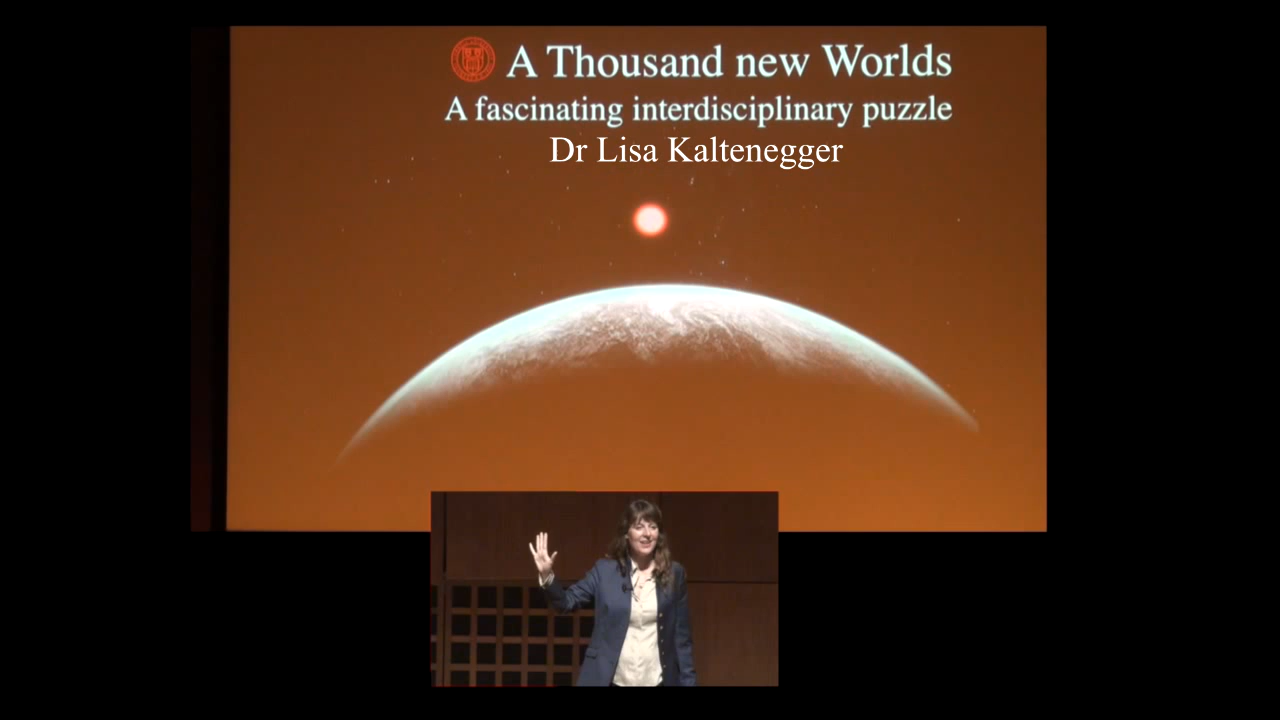 A Thousand new Worlds
A fascinating interdisciplinary puzzle
Dr Lisa Kaltenegger